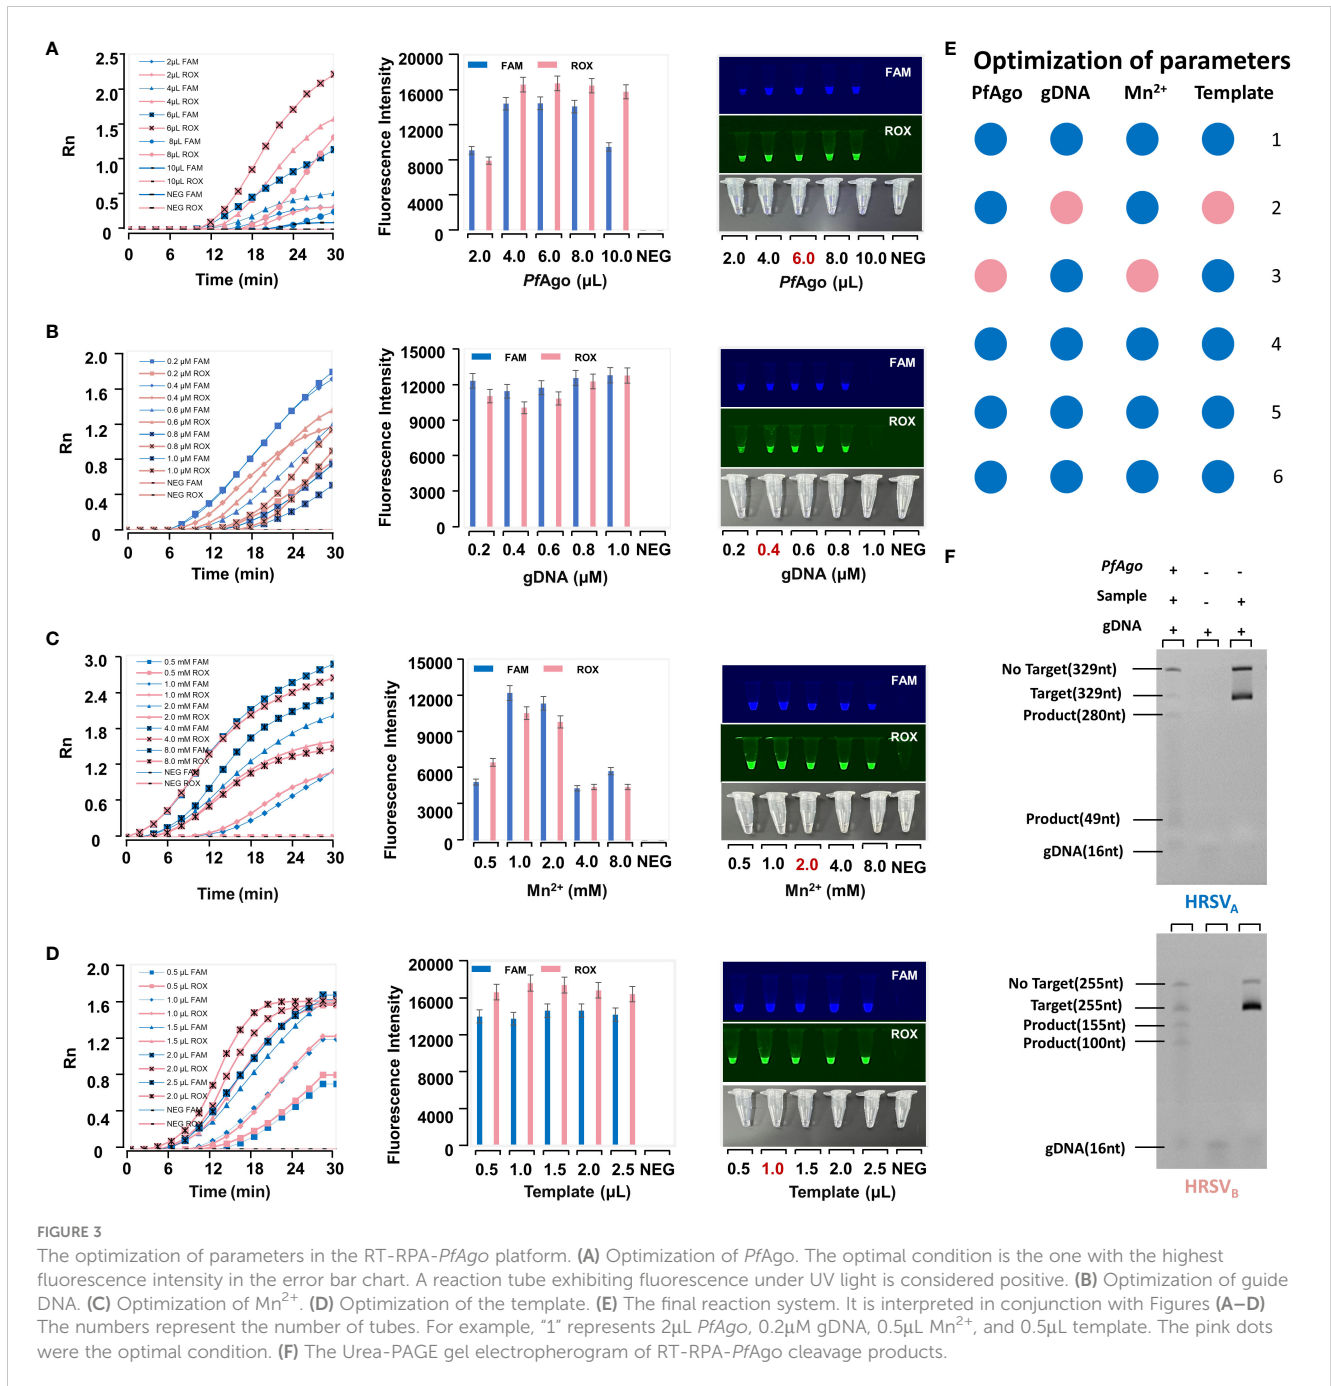 A
2.5
2.0
1.5
1.0
0.5
0
Rn
2μL FAM
2μL ROX
4μL FAM
4μL ROX
6μL FAM
6μL ROX
8μL FAM
8μL ROX
10μL FAM
10μL ROX
NEG FAM
NEG ROX
0 6 12 18 24 30
Time (min)
20000
16000
12000
8000
4000
0
Fluorescence Intensity
FAM ROX
2.0 4.0 6.0 8.0 10.0 NEG
PfAgo (μL)
FAM
ROX
2.0 4.0 6.0 8.0 10.0 NEG
PfAgo (μL)
B
2.0
1.6
1.2
0.8
0.4
0
Rn
0.2 μM FAM
0.2 μM ROX
0.4 μM FAM
0.4 μM ROX
0.6 μM FAM
0.6 μM ROX
0.8 μM FAM
0.8 μM ROX
1.0 μM FAM
1.0 μM ROX
NEG FAM
NEG ROX
0 6 12 18 24 30
Time (min)
15000
12000
9000
6000
3000
0
Fluorescence Intensity
FAM ROX
0.2 0.4 0.6 0.8 1.0 NEG
gDNA (μM)
FAM
ROX
0.2 0.4 0.6 0.8 1.0 NEG
gDNA (μM)
C
3.0
2.4
1.8
1.2
0.6
0
Rn
0.5 mM FAM
0.5 mM ROX
1.0 mM FAM
1.0 mM ROX
2.0 mM FAM
2.0 mM ROX
4.0 mM FAM
4.0 mM ROX
8.0 mM FAM
8.0 mM ROX
NEG FAM
NEG ROX
0 6 12 18 24 30
Time (min)
15000
12000
9000
6000
3000
0
Fluorescence Intensity
FAM ROX
0.5 1.0 2.0 4.0 8.0 NEG
Mn2+ (mM)
FAM
ROX
0.5 1.0 2.0 4.0 8.0 NEG
Mn2+ (mM)
D
2.0
1.6
1.2
0.8
0.4
0
Rn
0.5 μL FAM
0.5 μL ROX
1.0 μL FAM
1.0 μL ROX
1.5 μL FAM
1.5 μL ROX
2.0 μL FAM
2.0 μL ROX
2.5 μL FAM
2.0 μL ROX
NEG FAM
NEG ROX
0 6 12 18 24 30
Time (min)
20000
16000
12000
8000
4000
0
Fluorescence Intensity
FAM ROX
0.5 1.0 1.5 2.0 2.5 NEG
Template (μL)
FAM
ROX
0.5 1.0 1.5 2.0 2.5 NEG
Template (μL)
E
Optimization of parameters
PfAgo gDNA Mn2+ Template
1
2
3
4
5
6
F
PfAgo + - -
Sample + - +
gDNA + + +
No Target(329nt)
Target(329nt)
Product(280nt)
Product(49nt)
gDNA(16nt)
HRSVA
No Target(255nt)
Target(255nt)
Product(155nt)
Product(100nt)
gDNA(16nt)
HRSVB
FIGURE 3
The optimization of parameters in the RT-RPA-PfAgo platform. (A) Optimization of PfAgo. The optimal condition is the one with the highest
fluorescence intensity in the error bar chart. A reaction tube exhibiting fluorescence under UV light is considered positive. (B) Optimization of guide
DNA. (C) Optimization of Mn2+. (D) Optimization of the template. (E) The final reaction system. It is interpreted in conjunction with Figures (A–D)
The numbers represent the number of tubes. For example, “1” represents 2μL PfAgo, 0.2μM gDNA, 0.5μL Mn2+, and 0.5μL template. The pink dots
were the optimal condition. (F) The Urea-PAGE gel electropherogram of RT-RPA-PfAgo cleavage products.